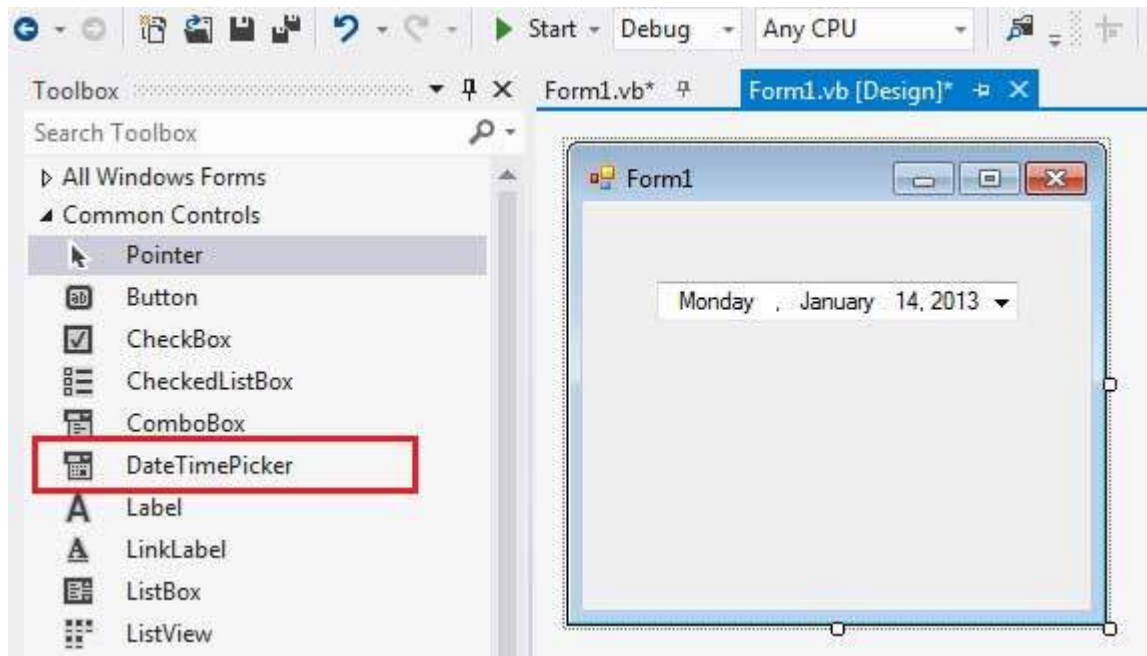 Start Debug Any CPU
Toolbox
Form1.vb* Form1.vb [Design]*
Search Toolbox
All Windows Forms
Common Controls
Pointer
Button
CheckBox
CheckedListBox
ComboBox
DateTimePicker
Label
LinkLabel
ListBox
ListView
Form1
Monday , January 14, 2013